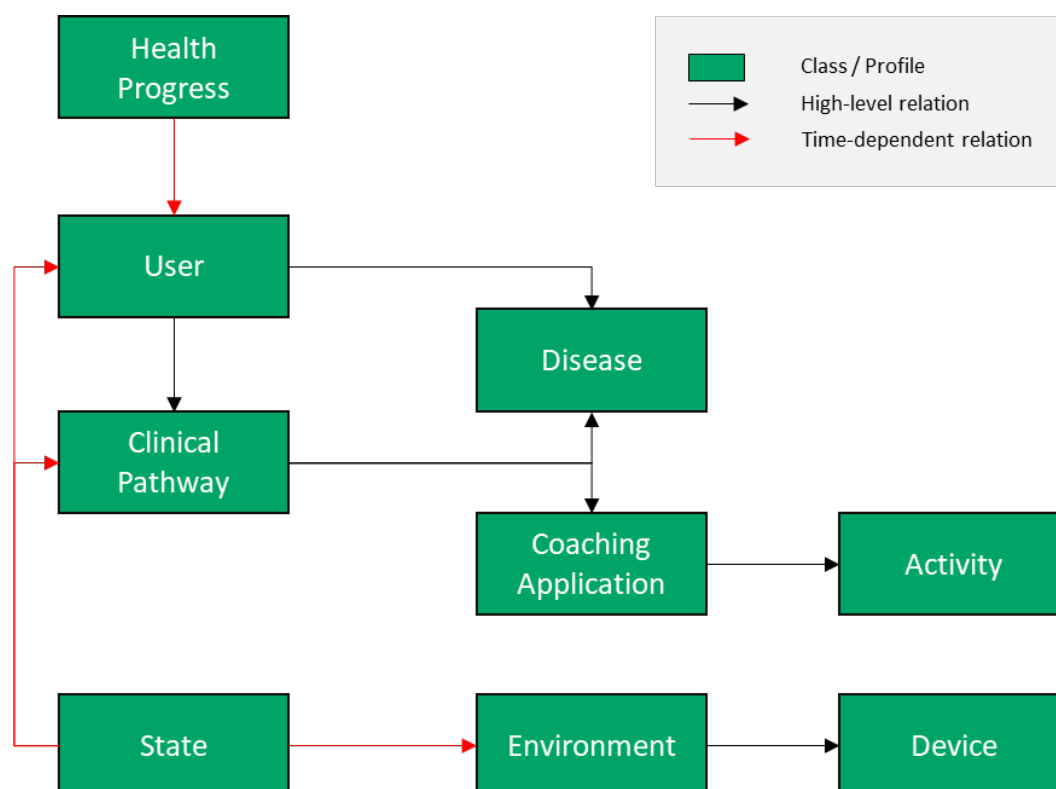 Health
Progress
Class / Profile
High-level relation
Time-dependent relation
User
Disease
Clinical
Pathway
Coaching
Application
Activity
State
Environment
Device